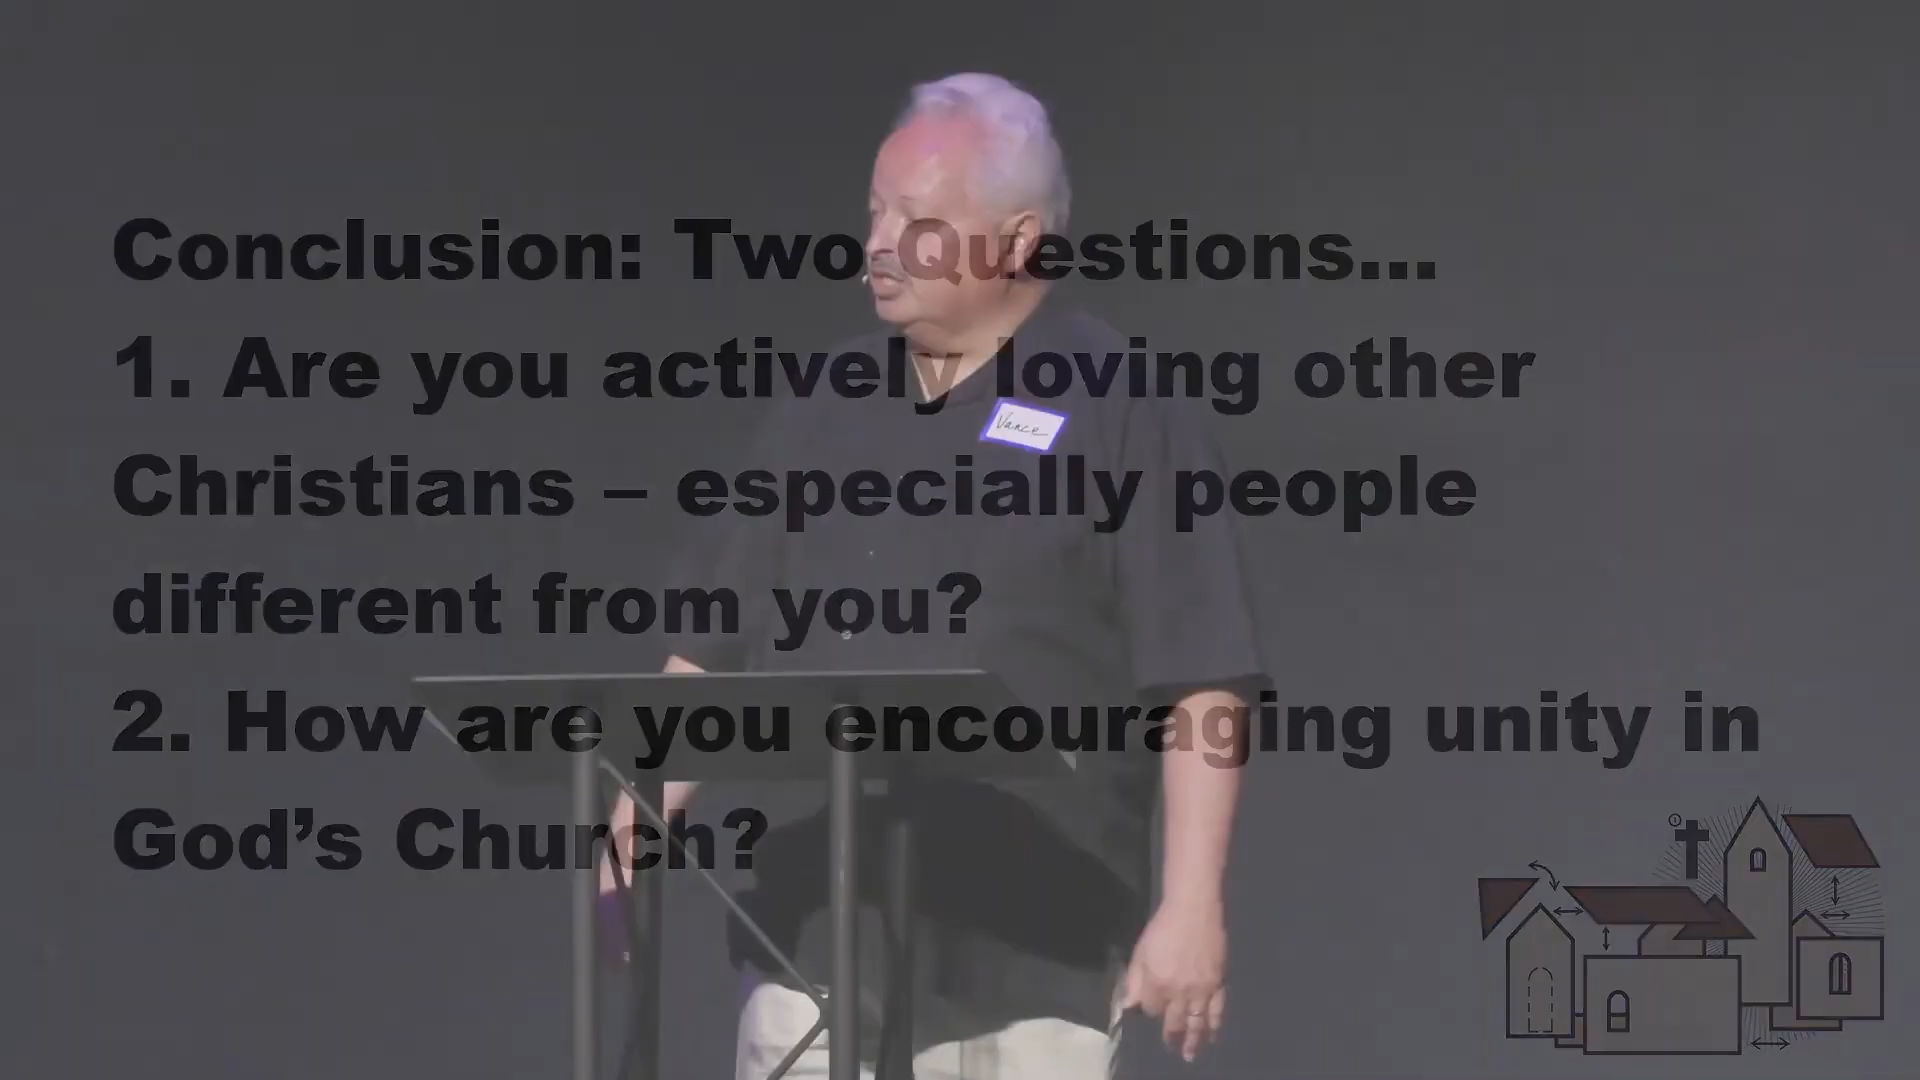 Conclusion: Two Questions...
1. Are you actively loving other
Christians – especially people
different from you?
2. How are you encouraging unity in
God’s Church?
Vance